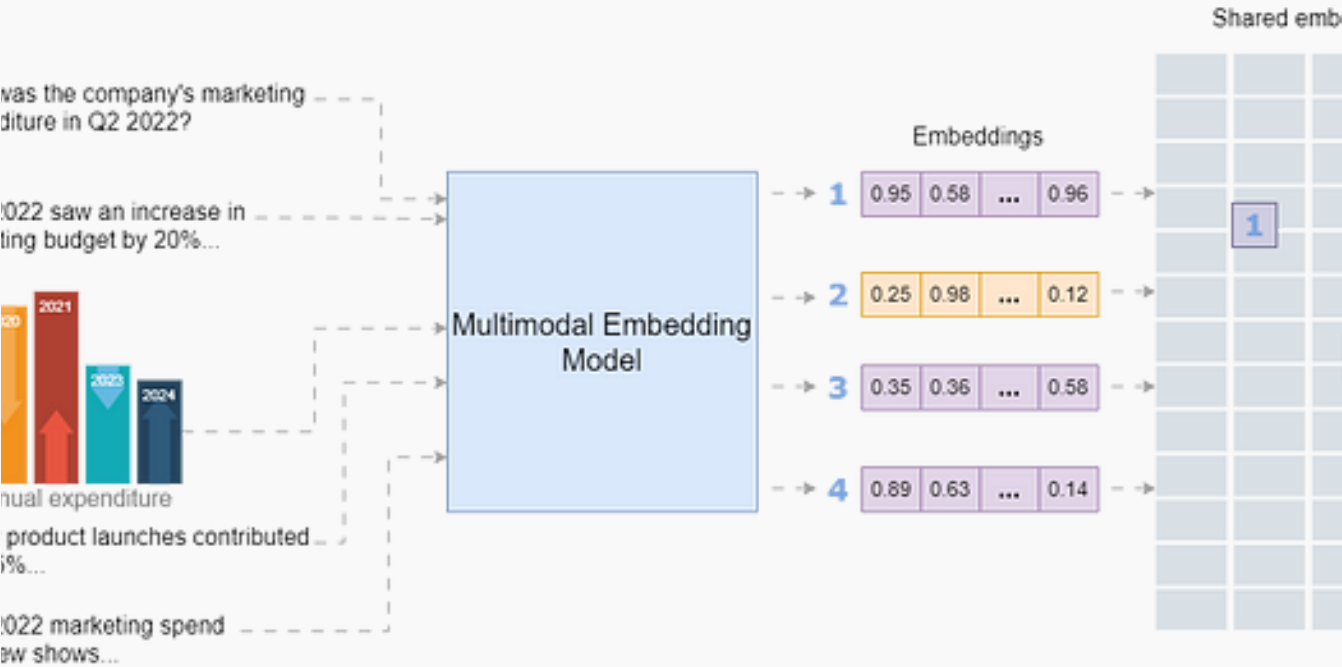 Shared emb
was the company's marketing
diture in Q2 2022?
2022 saw an increase in
ting budget by 20%...
20
2021
2023
2024
nual expenditure
product launches contributed
5%...
2022 marketing spend
ew shows...
Multimodal Embedding
Model
Embeddings
1 0.95 0.58 ... 0.96
2 0.25 0.98 ... 0.12
3 0.35 0.36 ... 0.58
4 0.89 0.63 ... 0.14
1